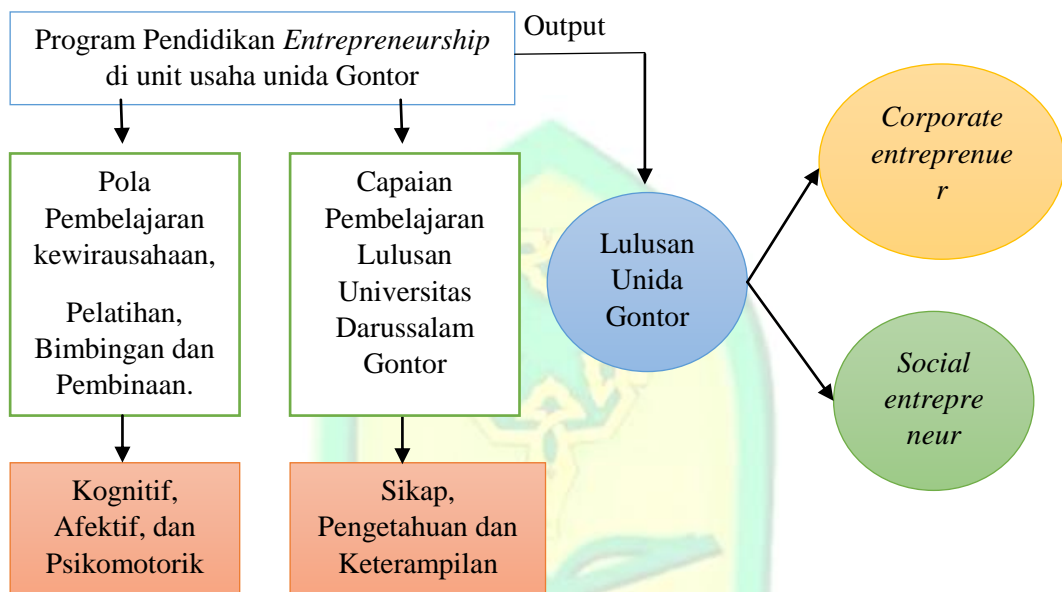 Program Pendidikan Entrepreneurship
di unit usaha unida Gontor
Output
Pola
Pembelajaran
kewirausahaan,
Pelatihan,
Bimbingan dan
Pembinaan.
Capaian
Pembelajaran
Lulusan
Universitas
Darussalam
Gontor
Lulusan
Unida
Gontor
Corporate
entreprenue
r
Social
entrepre
neur
Kognitif,
Afektif, dan
Psikomotorik
Sikap,
Pengetahuan dan
Keterampilan